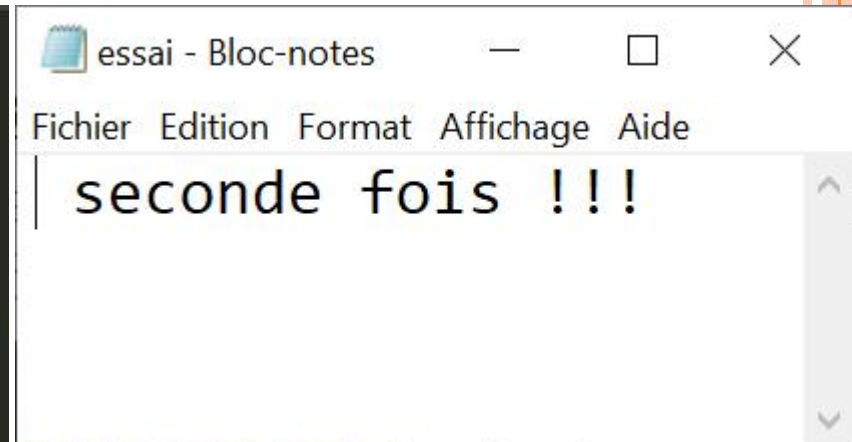 essai - Bloc-notes
Fichier Edition Format Affichage Aide
seconde fois !!!